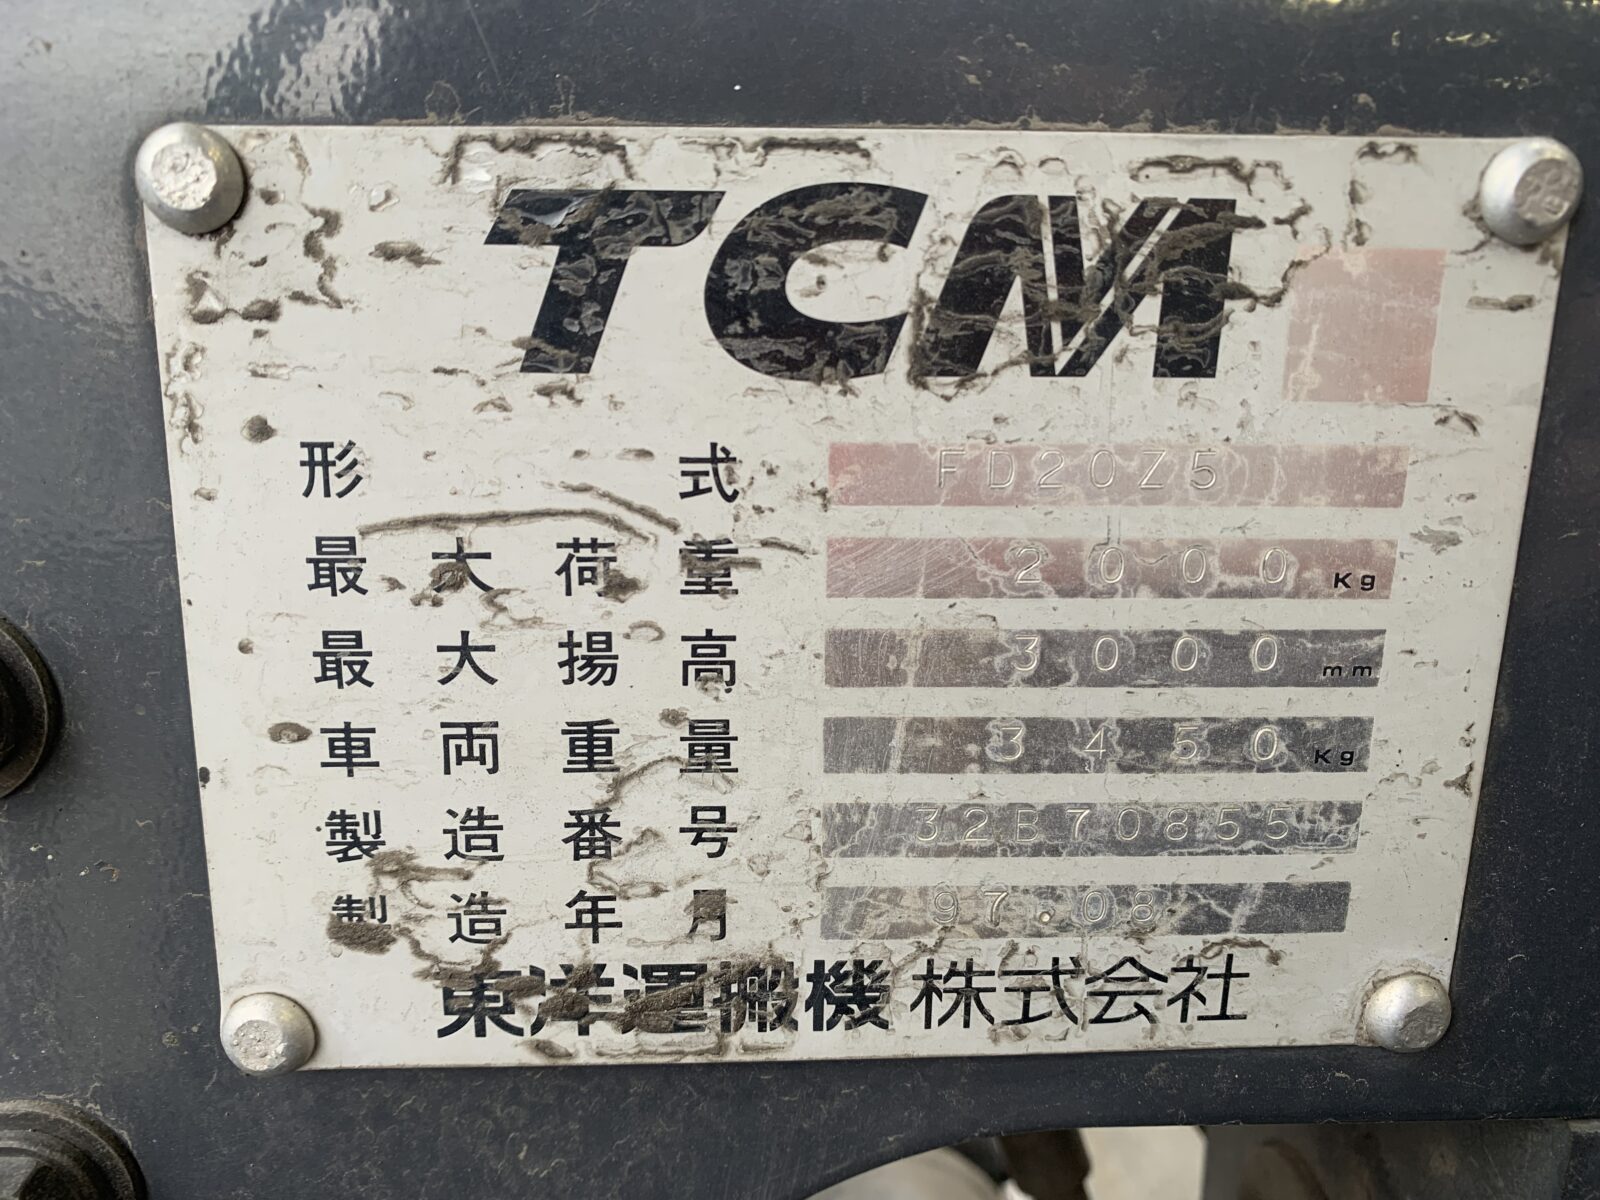 TCM
形式 FD20Z5
最大荷重 2000 Kg
最大揚高 3000 mm
車両重量 3450 Kg
製造番号 32B70855
製造年月 97.08
東洋運搬機株式会社